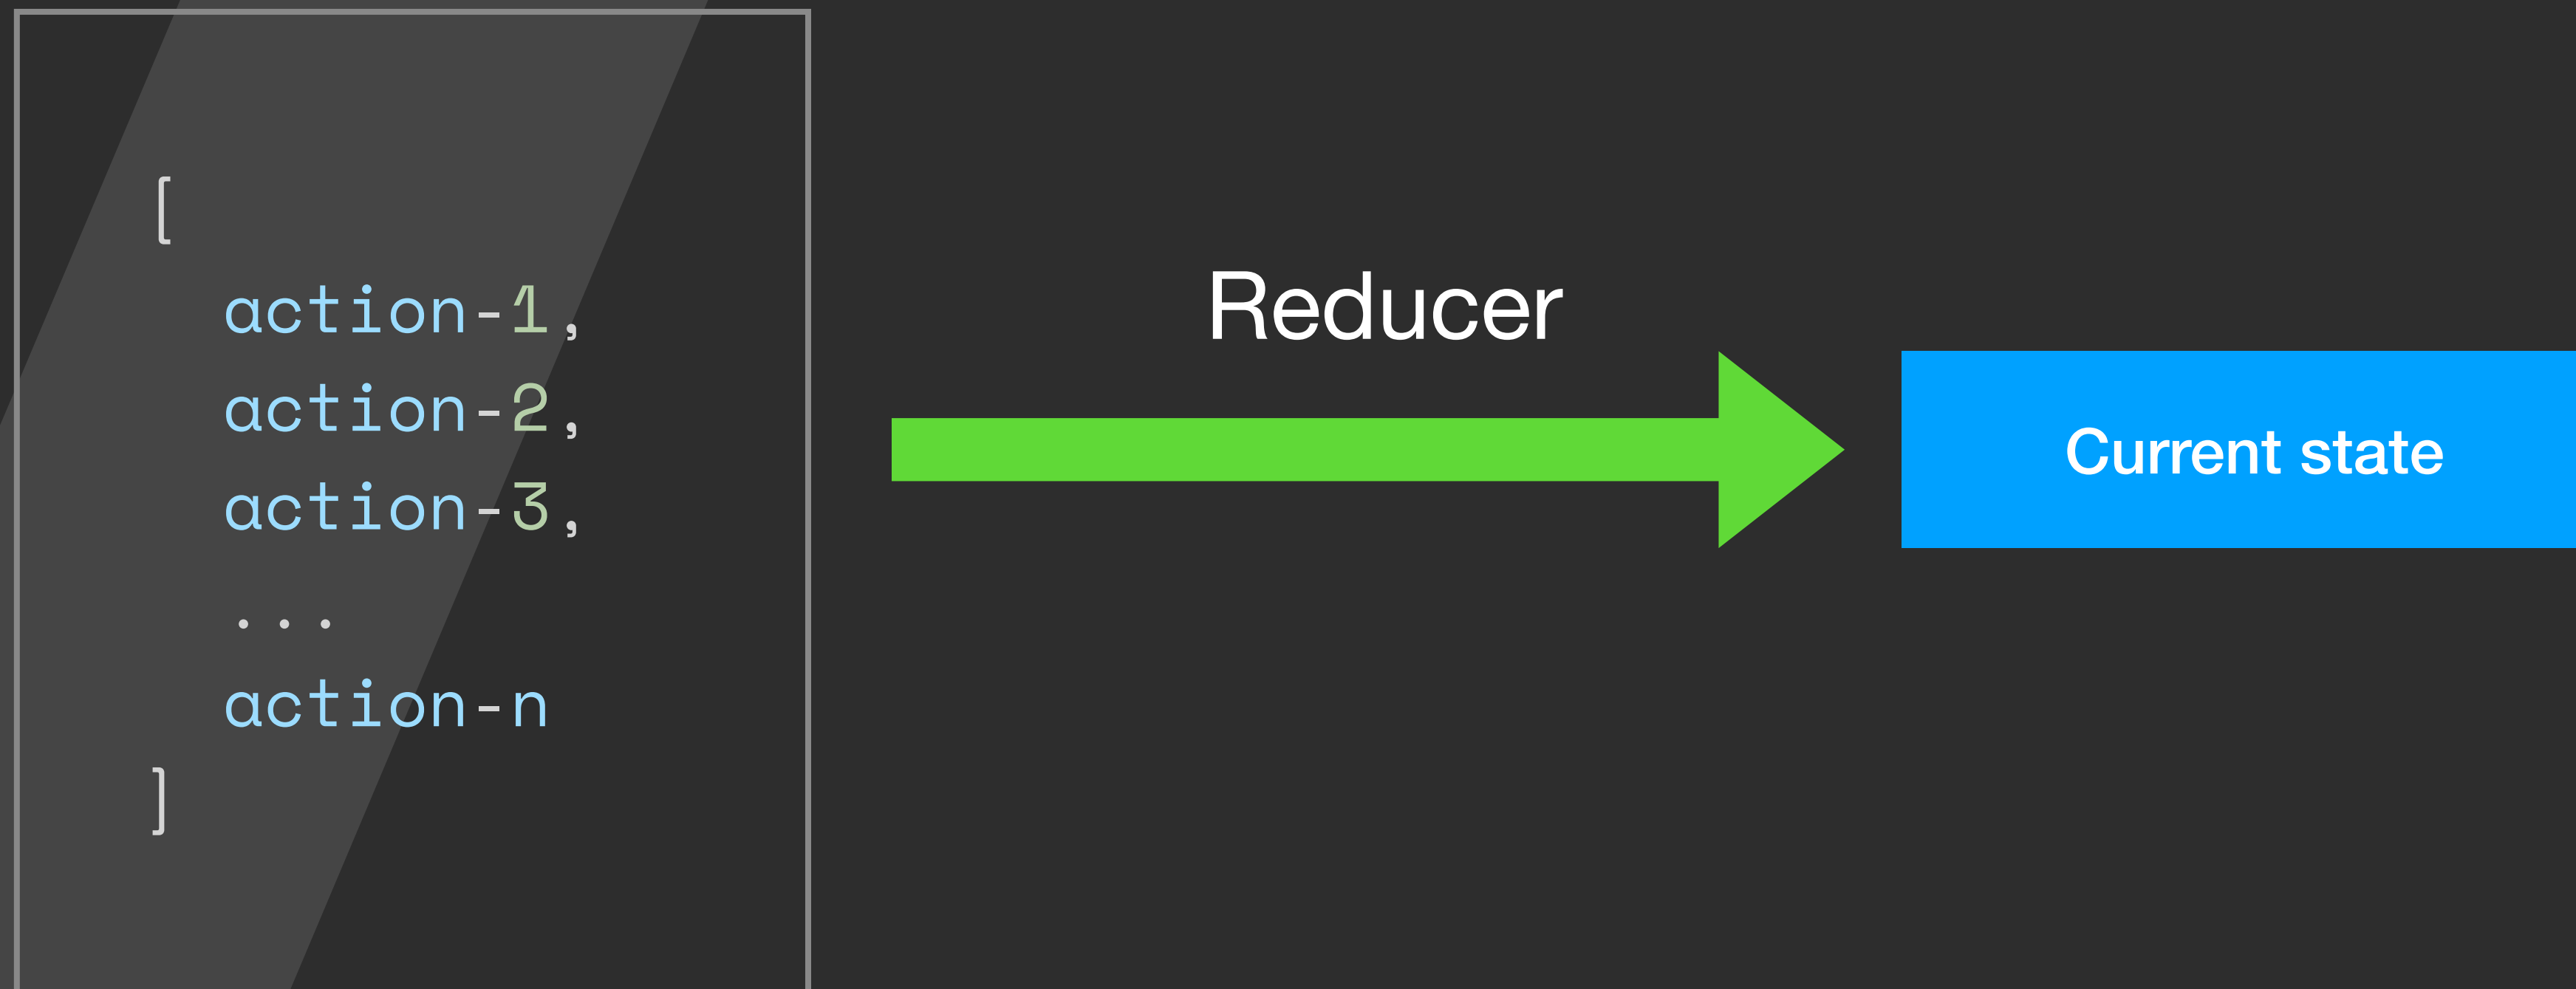 [
action-1,
action-2,
action-3,
...
action-n
]
Reducer
Current state